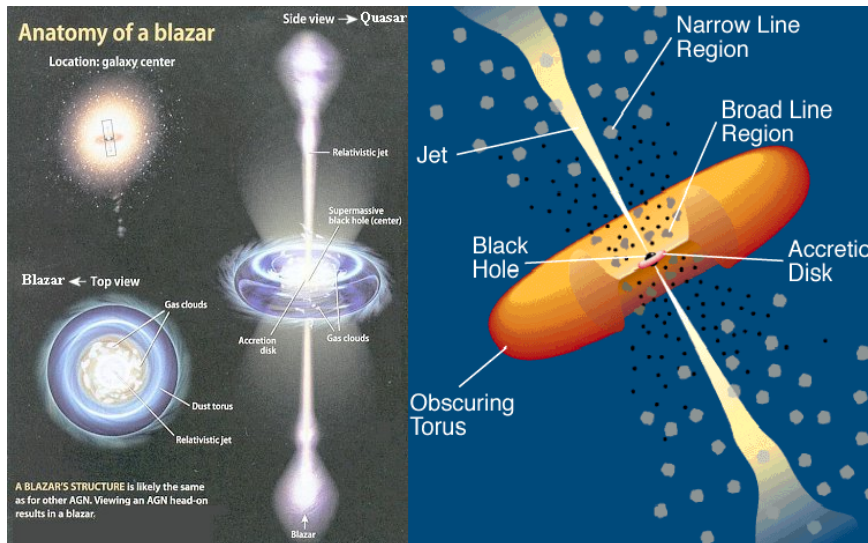 Anatomy of a blazar
Location: galaxy center
Side view → Quasar
Relativistic jet
Supermassive
black hole (center)
Blazar ← Top view
Gas clouds
Accretion
disk
Gas clouds
Dust torus
Relativistic jet
A BLAZAR'S STRUCTURE is likely the same
as for other AGN. Viewing an AGN head-on
results in a blazar.
Blazar
Narrow Line
Region
Broad Line
Region
Jet
Black
Hole
Accretio
Disk
Obscuring
Torus